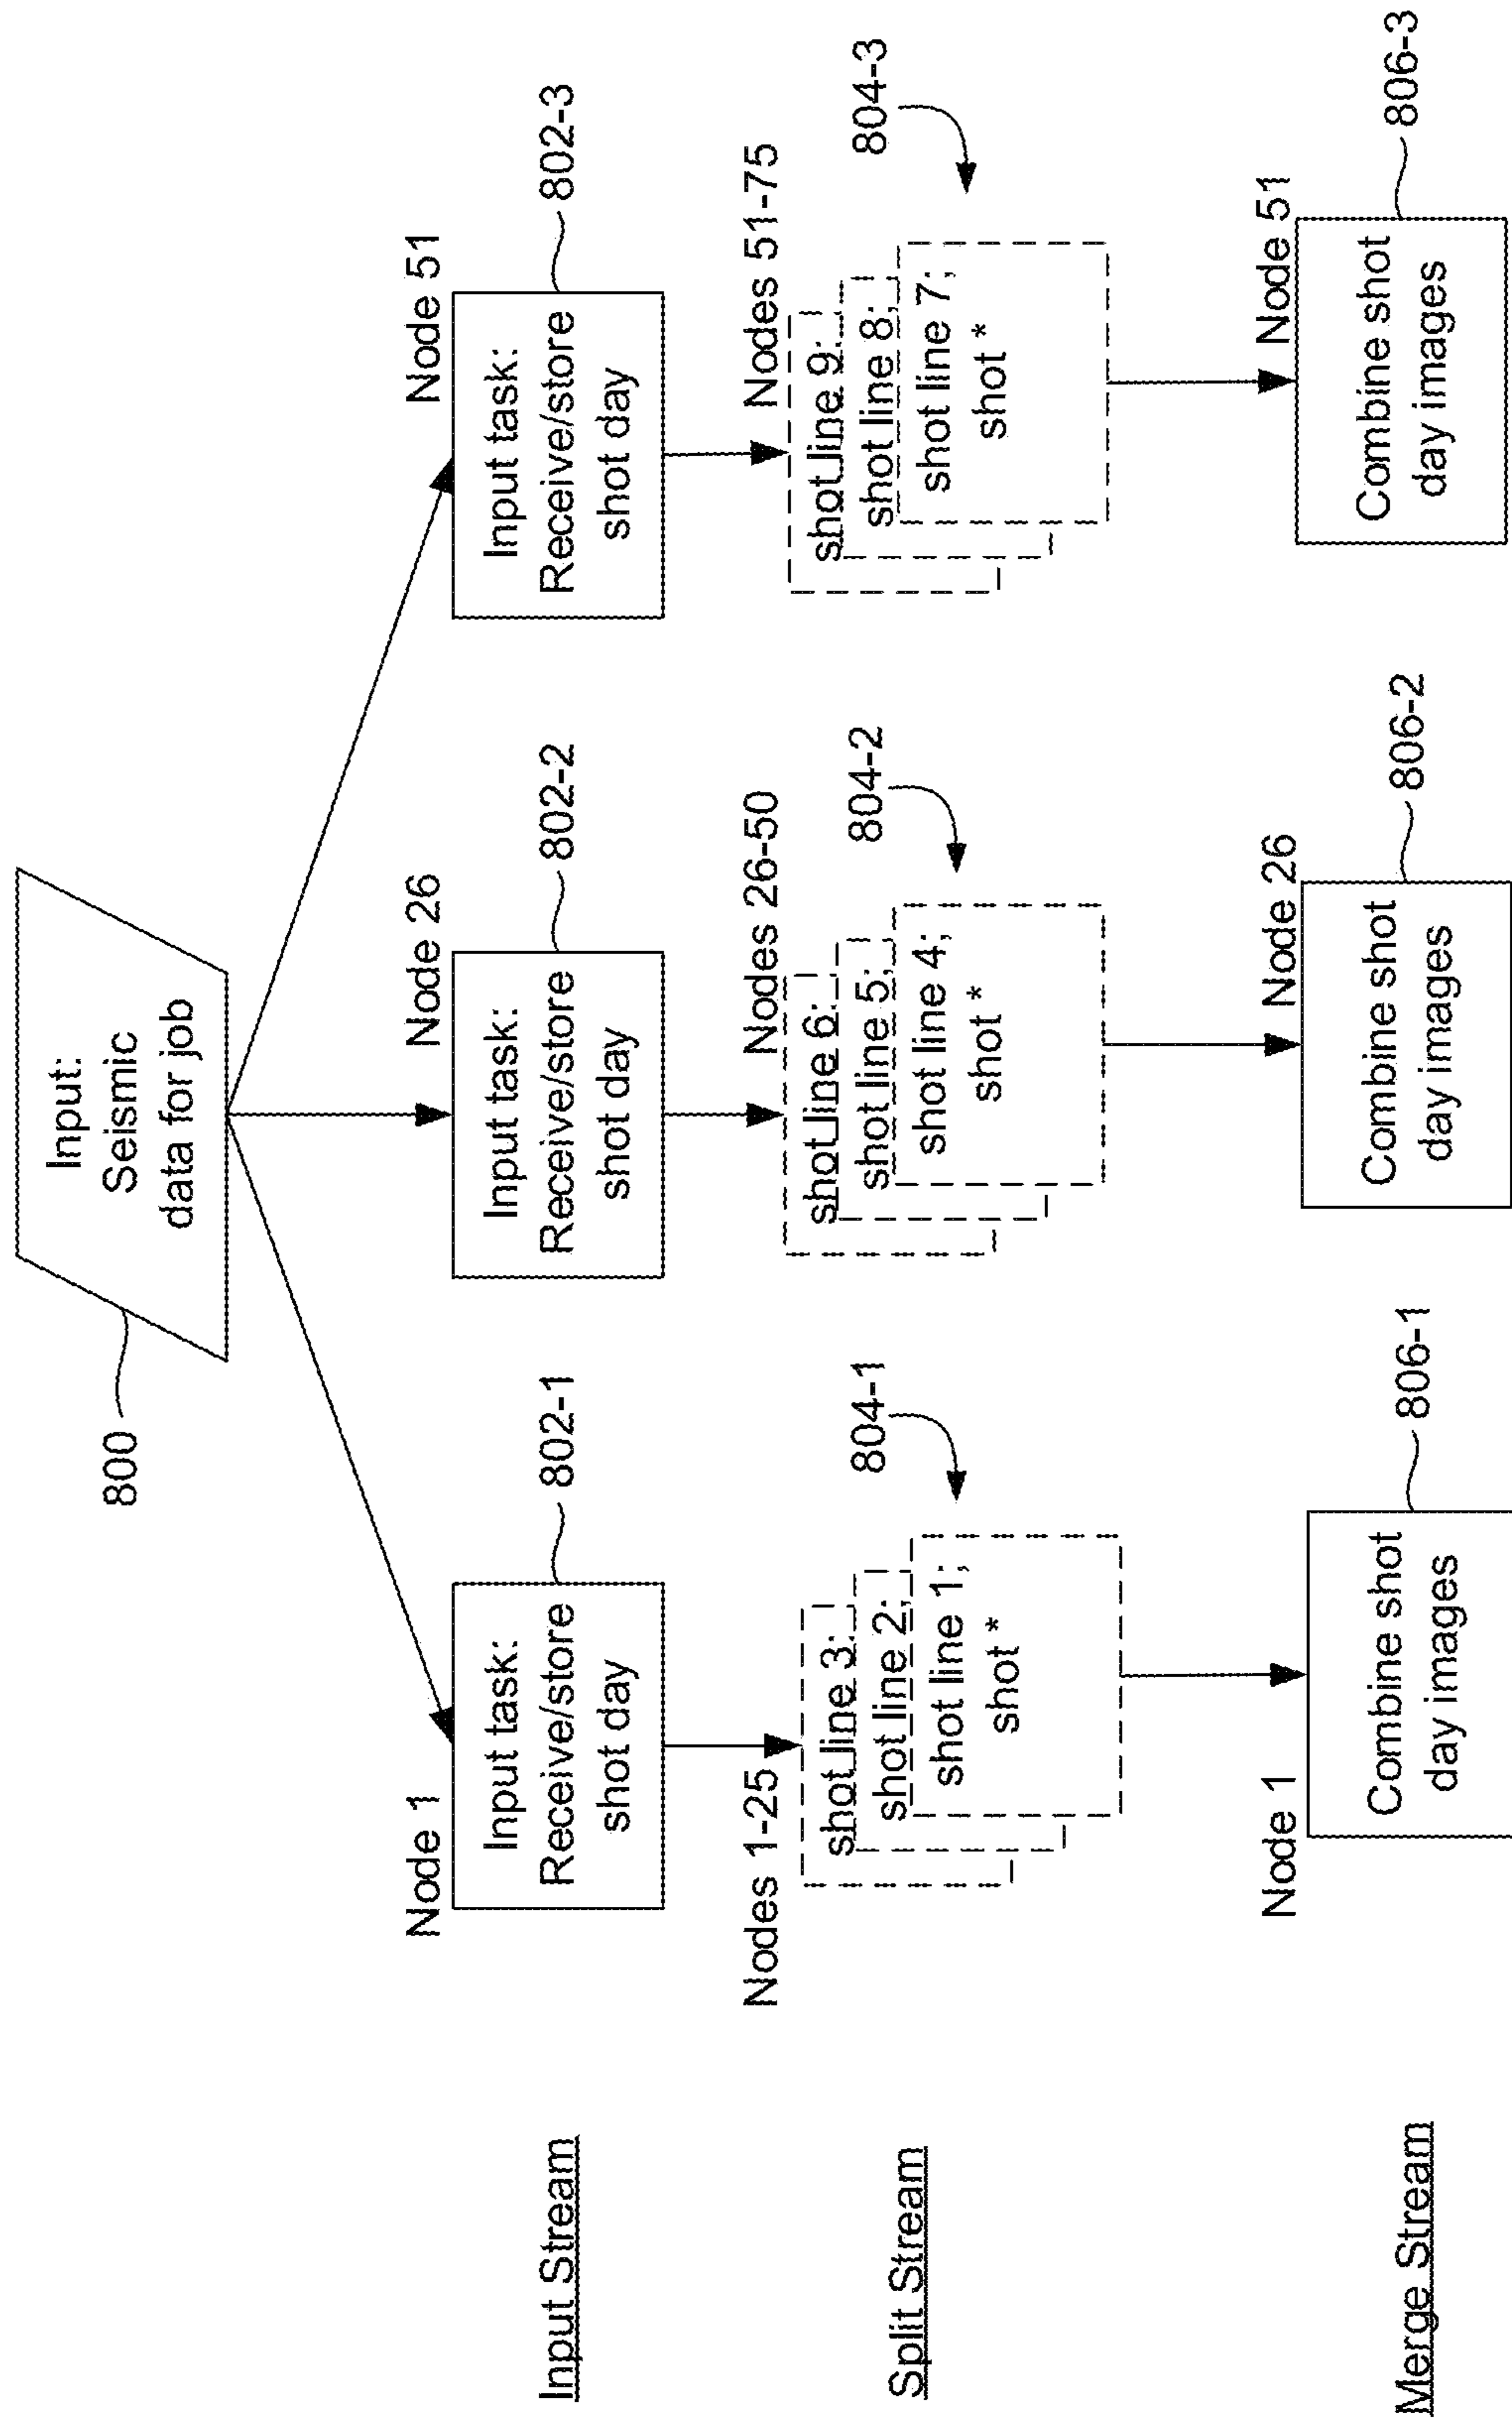 Input:
Seismic
data for job
800
Input Stream
Node 1
Input task:
Receive/store
shot day
802-1
Node 26
Input task:
Receive/store
shot day
802-2
Node 51
Input task:
Receive/store
shot day
802-3
Split Stream
Nodes 1-25
shot line 3;
shot line 2;
shot line 1;
shot *
804-1
Nodes 26-50
shot line 6;
shot line 5;
shot line 4;
shot *
804-2
Nodes 51-75
shot line 9;
shot line 8;
shot line 7;
shot *
804-3
Merge Stream
Node 1
Combine shot
day images
806-1
Node 26
Combine shot
day images
806-2
Node 51
Combine shot
day images
806-3